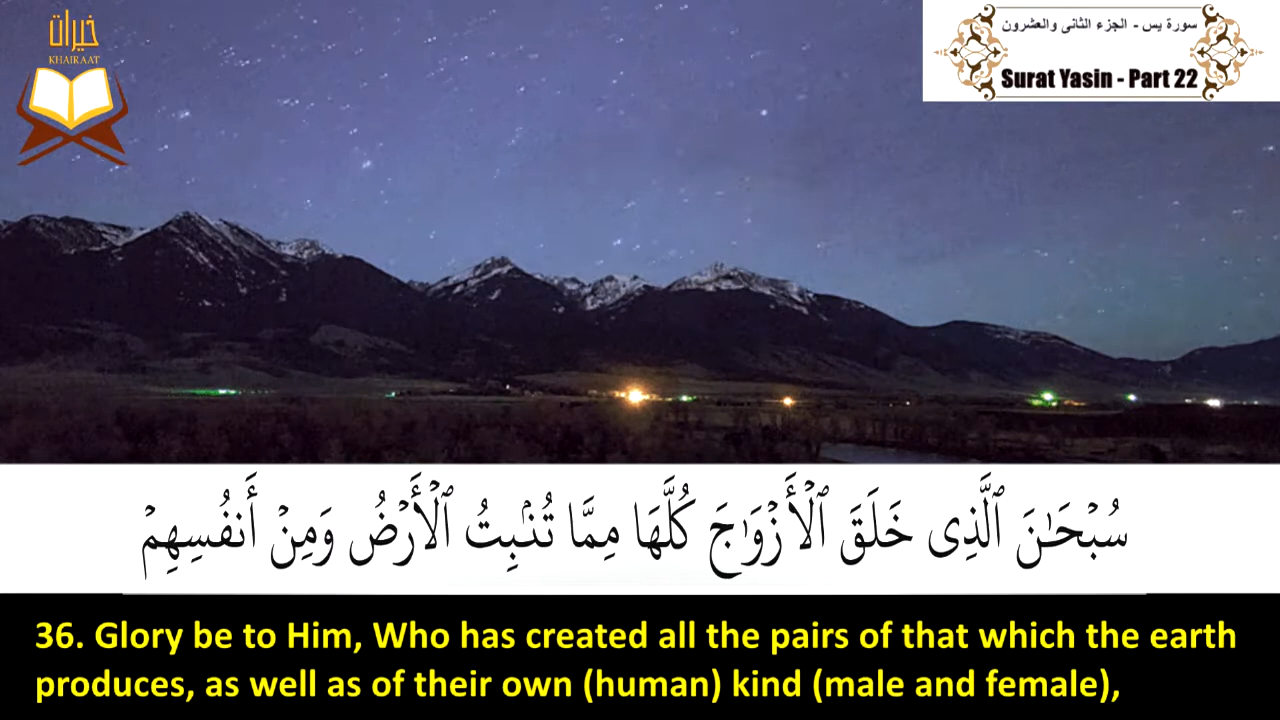 خيرات
KHAIRAAT
سورة يس - الجزء الثانى والعشرون
Surat Yasin - Part 22
سُبْحَـٰنَ ٱلَّذِى خَلَقَ ٱلْأَزْوَٰجَ كُلَّهَا مِمَّا تُنۢبِتُ ٱلْأَرْضُ وَمِنْ أَنفُسِهِمْ
36. Glory be to Him, Who has created all the pairs of that which the earth
produces, as well as of their own (human) kind (male and female),